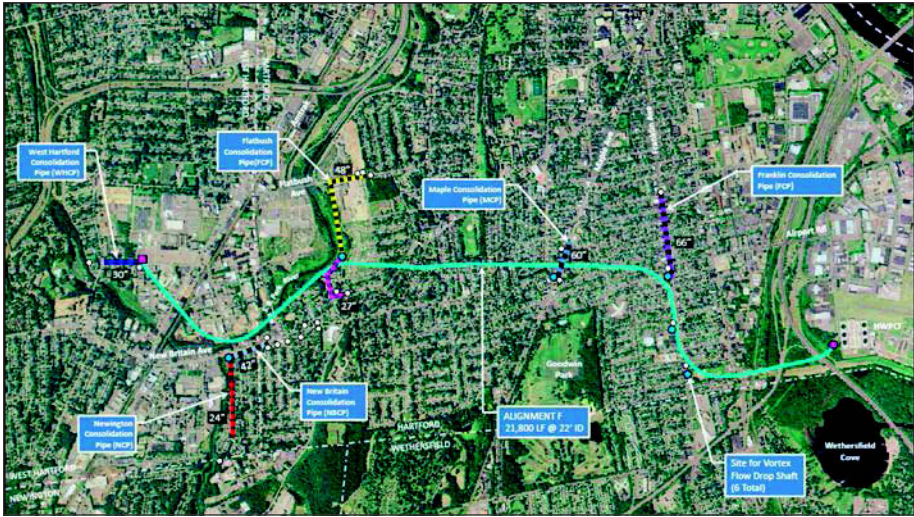 West Hartford
Consolidation
Pipe (WHCP)
Flatbush
Consolidation
Pipe(FCP)
48"
Flatbush
Ave
Maple Consolidation
Pipe (MCP)
Franklin Consolidation
Pipe (FCP)
Airport Rd
60"
66"
30"
27"
New Britain Ave
42"
24"
HWPCF
Goodwin
Park
New Britain
Consolidation
Pipe (NBCP)
Newington
Consolidation
Pipe (NCP)
ALIGNMENT F
21,800 LF @ 22' ID
HARTFORD
WETHERSFIELD
WEST HARTFORD
NEWINGTON
Site for Vortex
Flow Drop Shaft
(6 Total)
Wethersfield
Cove